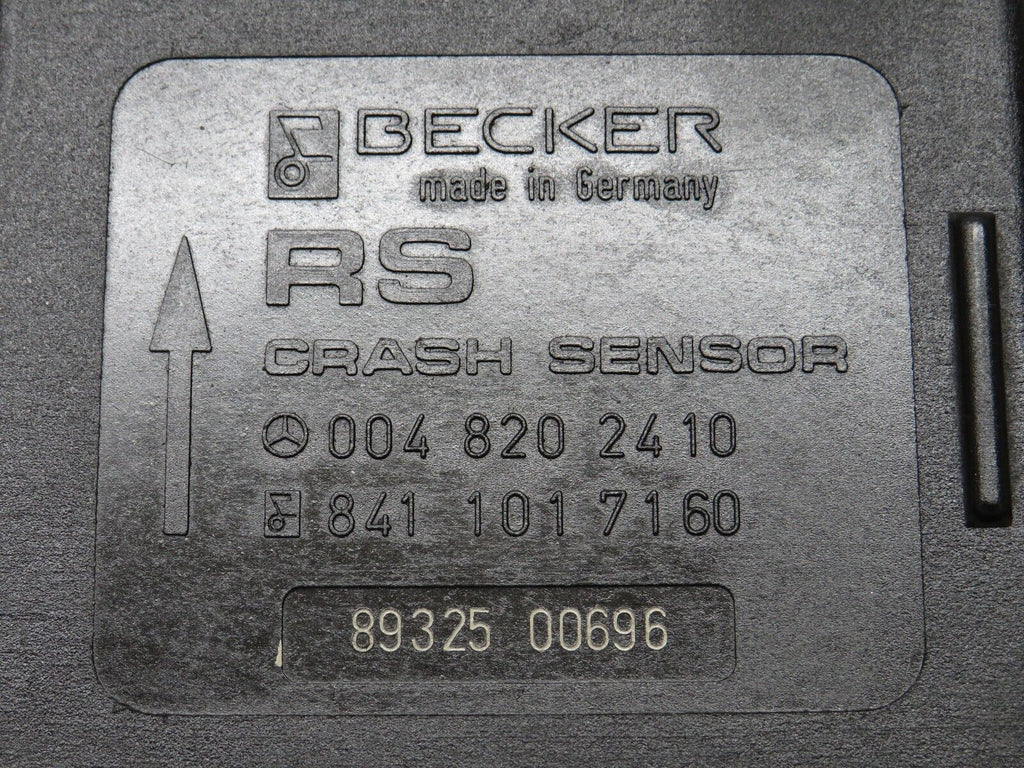 BECKER
made in Germany
RS
CRASH SENSOR
004 820 2410
841 101 7160
89325 00696